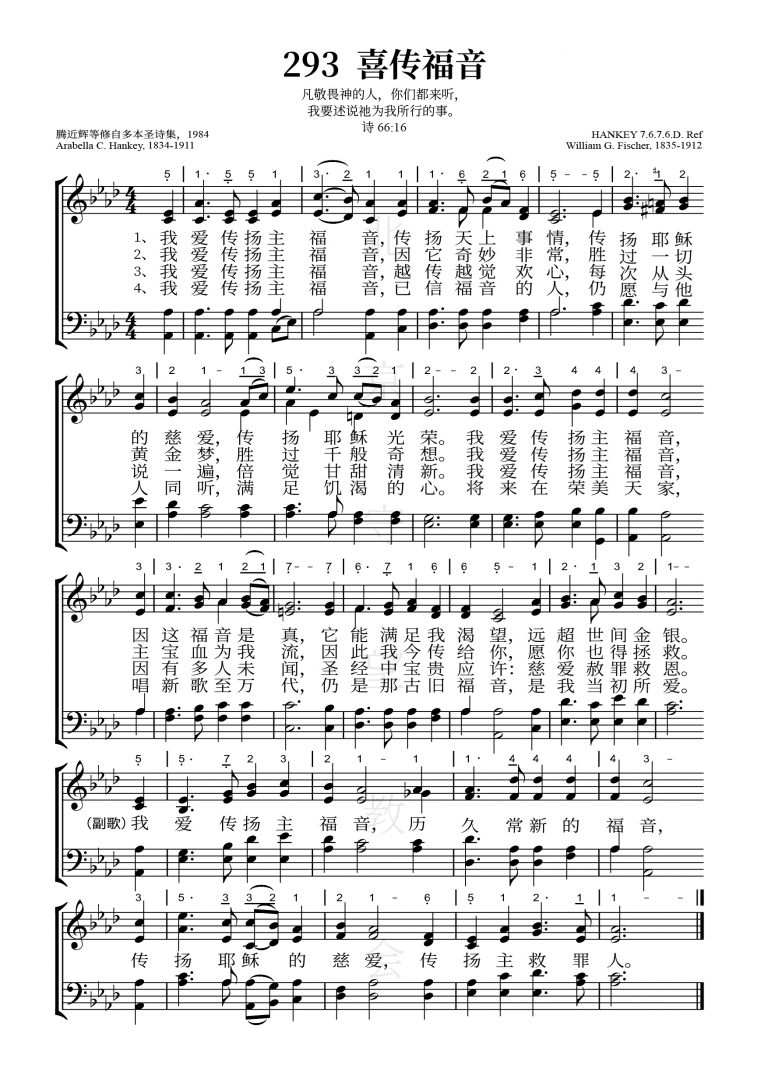 293 喜传福音
凡敬畏神的人，你们都来听，
我要述说祂为我所行的事。
诗 66:16
腾近辉等修自多本圣诗集，1984
HANKEY 7.6.7.6.D. Ref
Arabella C. Hankey, 1834-1911
William G. Fischer, 1835-1912
1、我爱传扬主福音，传扬天上事情，传扬耶稣
2、我爱传扬主福音，因它奇妙非常，胜过一切
3、我爱传扬主福音，越传越觉欢心，每次从头
4、我爱传扬主福音，已信福音的人，仍愿与他
的慈爱，传扬耶稣光荣。我爱传扬主福音，
黄金梦，胜过千般奇想。我爱传扬主福音，
说一遍，倍觉甘甜清新。我爱传扬主福音，
人同听，满足饥渴的心。将来在荣美天家，
因这福音是真，它能满足我渴望，远超世间金银。
主宝血为我流，因此我今传给你，愿你也得拯救。
因有多人未闻，圣经中宝贵应许：慈爱赦罪救恩。
唱新歌至万代，仍是那古旧福音，是我当初所爱。
（副歌）我爱传扬主福音，历久常新的福音，
传扬耶稣的慈爱，传扬主救罪人。